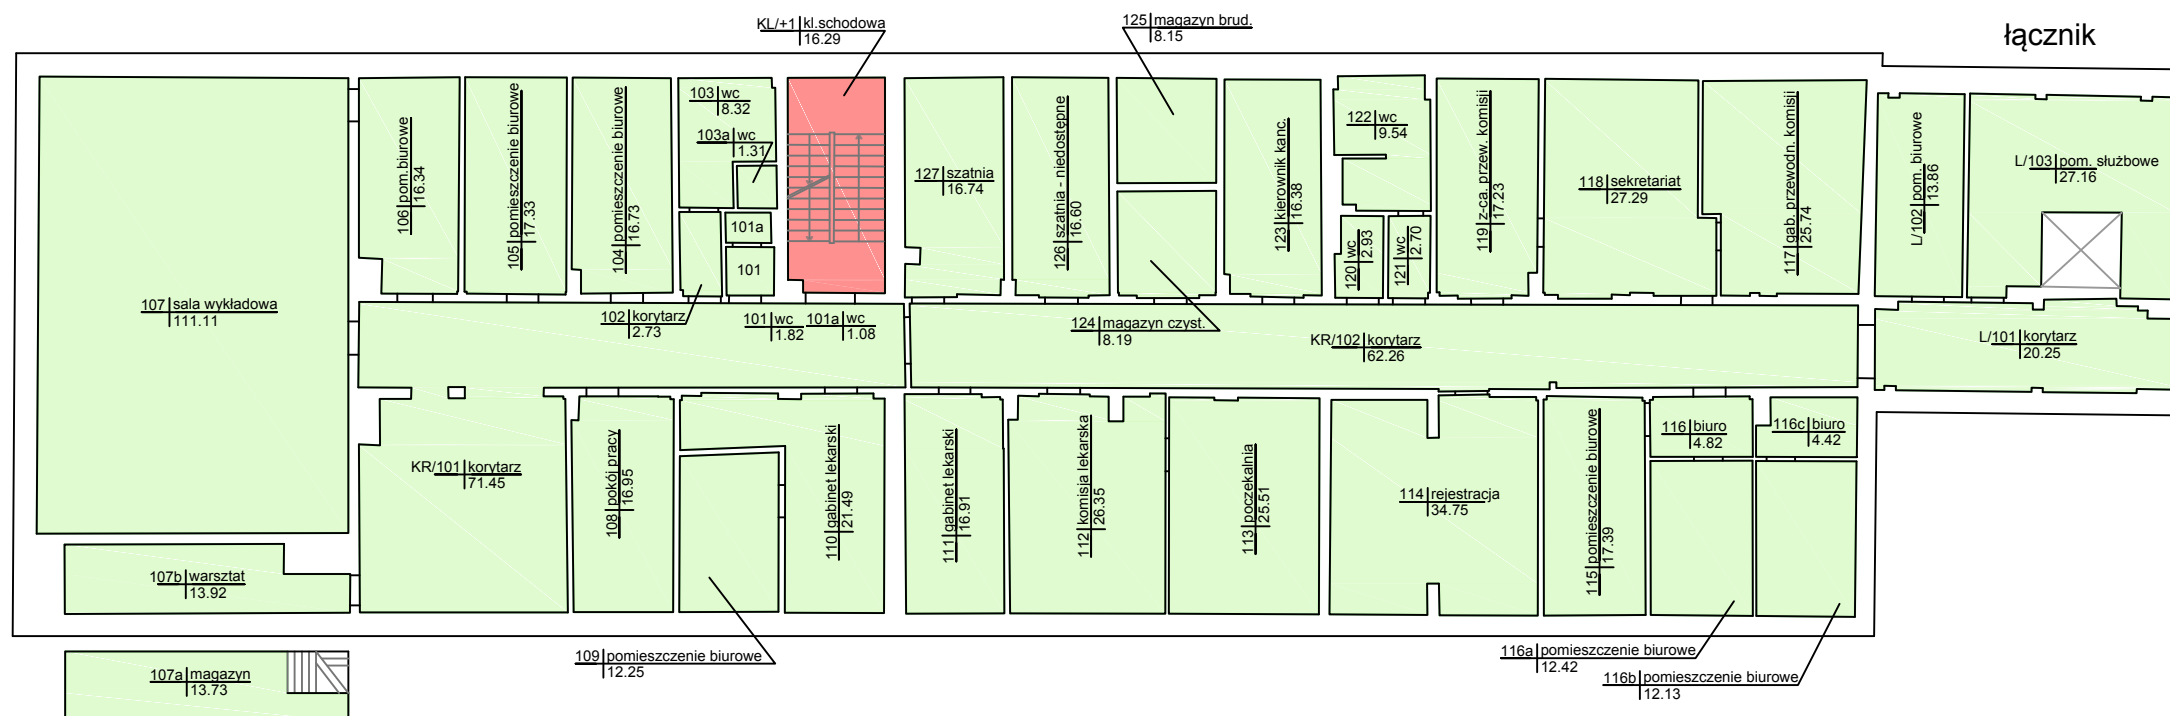 łącznik
KL/+1 kl.schodowa
16.29
125 magazyn brud.
8.15
106 pom.biurowe
16.34
105 pomieszczenie biurowe
17.33
104 pomieszczenie biurowe
16.73
103 wc
8.32
103a wc
1.31
101a
101
127 szatnia
16.74
126 szatnia - niedostępne
16.60
123 kierownik kanc.
16.38
122 wc
9.54
120 wc
2.93
121 wc
2.70
119 z-ca. przew. komisji
17.23
118 sekretariat
27.29
117 gab. przewodn. komisji
25.74
L/102 pom. biurowe
13.86
L/103 pom. służbowe
27.16
107 sala wykładowa
111.11
102 korytarz
2.73
101 wc
1.82
101a wc
1.08
124 magazyn czyst.
8.19
KR/102 korytarz
62.26
L/101 korytarz
20.25
KR/101 korytarz
71.45
108 pokój pracy
16.95
110 gabinet lekarski
21.49
111 gabinet lekarski
16.91
112 komisja lekarska
26.35
113 poczekalnia
25.51
114 rejestracja
34.75
115 pomieszczenie biurowe
17.39
116 biuro
4.82
116c biuro
4.42
107b warsztat
13.92
109 pomieszczenie biurowe
12.25
116a pomieszczenie biurowe
12.42
116b pomieszczenie biurowe
12.13
107a magazyn
13.73